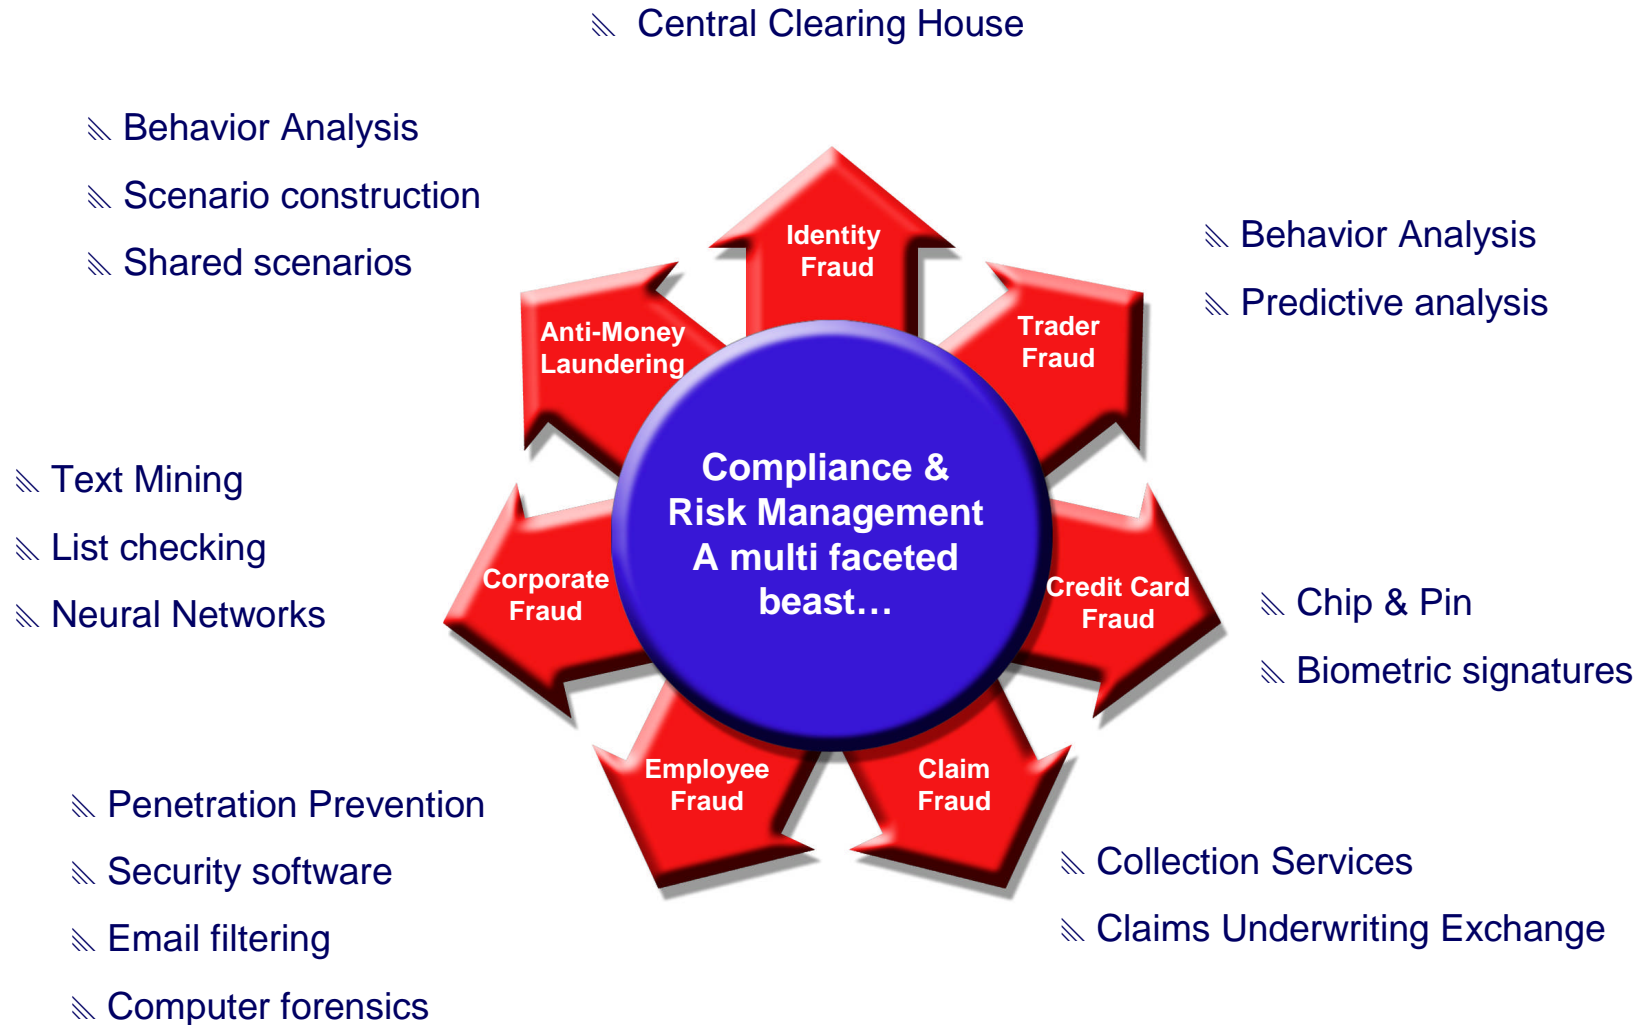 Central Clearing House
Behavior Analysis
Scenario construction
Shared scenarios
Identity
Fraud
Behavior Analysis
Predictive analysis
Anti-Money
Laundering
Trader
Fraud
Compliance &
Risk Management
A multi faceted
beast…
Text Mining
List checking
Neural Networks
Corporate
Fraud
Credit Card
Fraud
Chip & Pin
Biometric signatures
Employee
Fraud
Claim
Fraud
Penetration Prevention
Security software
Email filtering
Computer forensics
Collection Services
Claims Underwriting Exchange